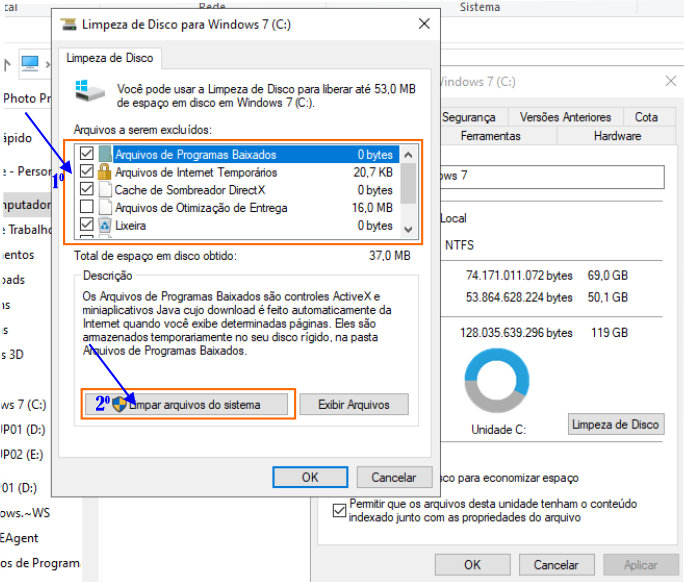 cal
Rede
Sistema
Limpeza de Disco para Windows 7 (C:)
Limpeza de Disco
Você pode usar a Limpeza de Disco para liberar até 53,0 MB
de espaço em disco em Windows 7 (C:).
Arquivos a serem excluídos:
Arquivos de Programas Baixados 0 bytes
Arquivos de Internet Temporários 20,7 KB
Cache de Sombreador DirectX 0 bytes
Arquivos de Otimização de Entrega 16,0 MB
Lixeira 0 bytes
1º
Total de espaço em disco obtido: 37,0 MB
Descrição
Os Arquivos de Programas Baixados são controles ActiveX e
miniaplicativos Java cujo download é feito automaticamente da
Internet quando você exibe determinadas páginas. Eles são
armazenados temporariamente no seu disco rígido, na pasta
Arquivos de Programas Baixados.
2º Limpar arquivos do sistema
Exibir Arquivos
OK
Cancelar
Photo Pr
ápido
e - Person
mputador
e Trabalho
entos
oads
ns
s
s 3D
ws 7 (C:)
UP01 (D:)
UP02 (E:)
01 (D:)
ows.~WS
EAgent
os de Program
Windows 7 (C:)
Segurança
Versões Anteriores
Cota
Ferramentas
Hardware
ows 7
Local
NTFS
74.171.011.072 bytes 69,0 GB
53.864.628.224 bytes 50,1 GB
128.035.639.296 bytes 119 GB
Unidade C:
Limpeza de Disco
sco para economizar espaço
Permitir que os arquivos desta unidade tenham o conteúdo
indexado junto com as propriedades do arquivo
OK
Cancelar
Aplicar